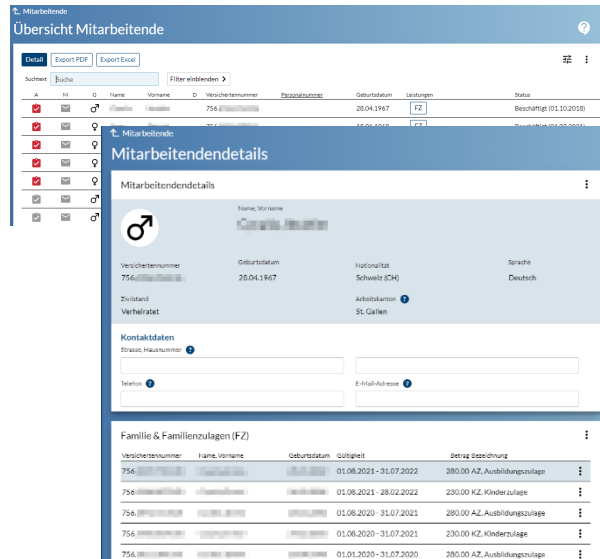 Mitarbeitende
Übersicht Mitarbeitende
?
Detail Export PDF Export Excel
Suchtext Suche Filter einblenden >
A M G Name Vorname D Versichertennummer Personalnummer Geburtsdatum Leistungen Status
756. 28.04.1967 FZ Beschäftigt (01.10.2018)
Mitarbeitende
Mitarbeitendendetails
Mitarbeitendendetails
Name, Vorname
Versichertennummer Geburtsdatum Nationalität Sprache
756. 28.04.1967 Schweiz (CH) Deutsch
Zivilstand Arbeitskanton ?
Verheiratet St. Gallen
Kontaktdaten
Strasse, Hausnummer ?
Telefon ? E-Mail-Adresse ?
Familie & Familienzulagen (FZ)
Versichertennummer Name, Vorname Geburtsdatum Gültigkeit Betrag Bezeichnung
756. 01.08.2021 - 31.07.2022 280.00 AZ, Ausbildungszulage
756. 01.08.2021 - 28.02.2022 230.00 KZ, Kinderzulage
756. 01.08.2020 - 31.07.2021 280.00 AZ, Ausbildungszulage
756. 01.08.2020 - 31.07.2021 230.00 KZ, Kinderzulage
756. 01.01.2020 - 31.07.2020 280.00 AZ, Ausbildungszulage